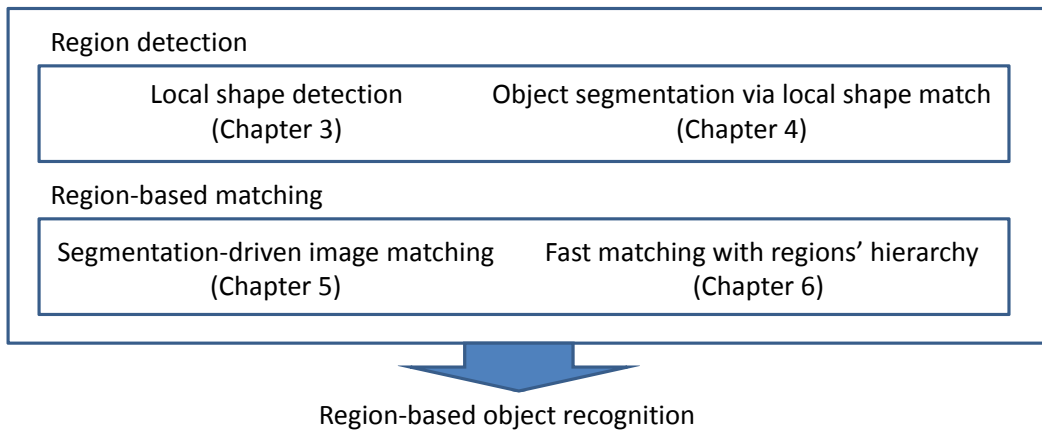 Region detection
Local shape detection
(Chapter 3)
Object segmentation via local shape match
(Chapter 4)
Region-based matching
Segmentation-driven image matching
(Chapter 5)
Fast matching with regions’ hierarchy
(Chapter 6)
Region-based object recognition